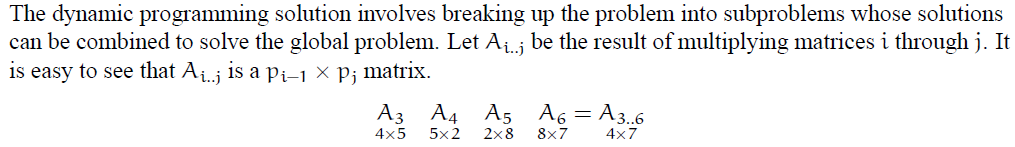 The dynamic programming solution involves breaking up the problem into subproblems whose solutions
can be combined to solve the global problem. Let A_{i..j} be the result of multiplying matrices i through j. It
is easy to see that A_{i..j} is a p_{i−1} × p_j matrix.
A_3 A_4 A_5 A_6 = A_{3..6}
4×5 5×2 2×8 8×7 4×7